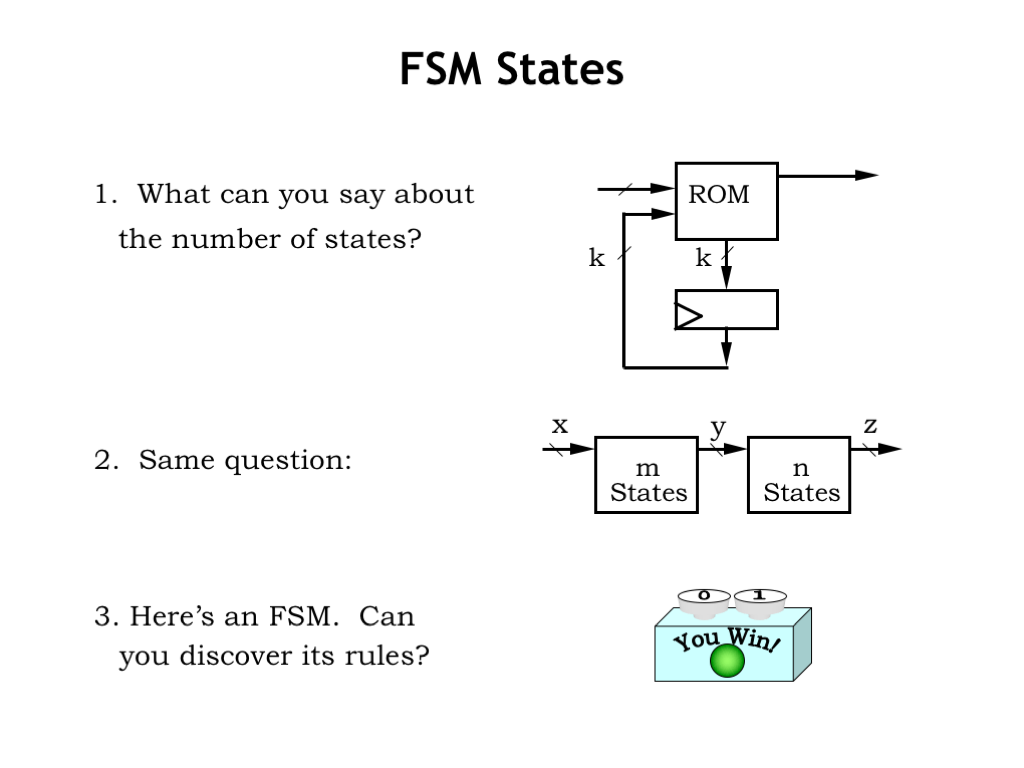 FSM States
1. What can you say about
the number of states?
ROM
k
k
x
y
z
2. Same question:
m
States
n
States
3. Here's an FSM. Can
you discover its rules?
0
1
You Win!